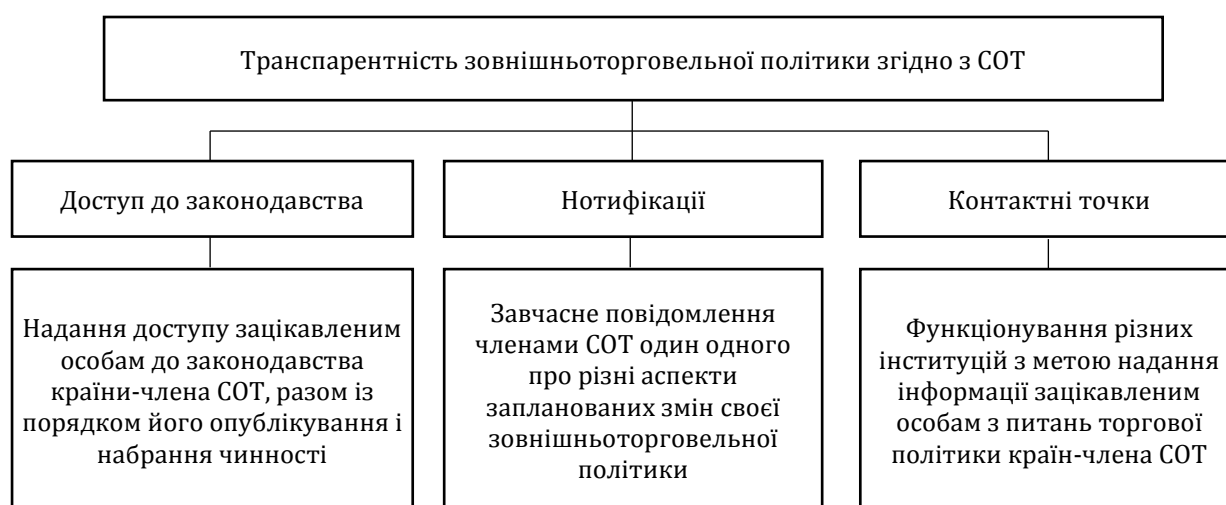 Транспарентність зовнішньоторговельної політики згідно з СОТ
Доступ до законодавства
Нотифікації
Контактні точки
Надання доступу зацікавленим
особам до законодавства
країни-члена СОТ, разом із
порядком його опублікування і
набрання чинності
Завчасне повідомлення
членами СОТ один одного
про різні аспекти
запланованих змін своєї
зовнішньоторговельної
політики
Функціонування різних
інституцій з метою надання
інформації зацікавленим
особам з питань торгової
політики країн-члена СОТ